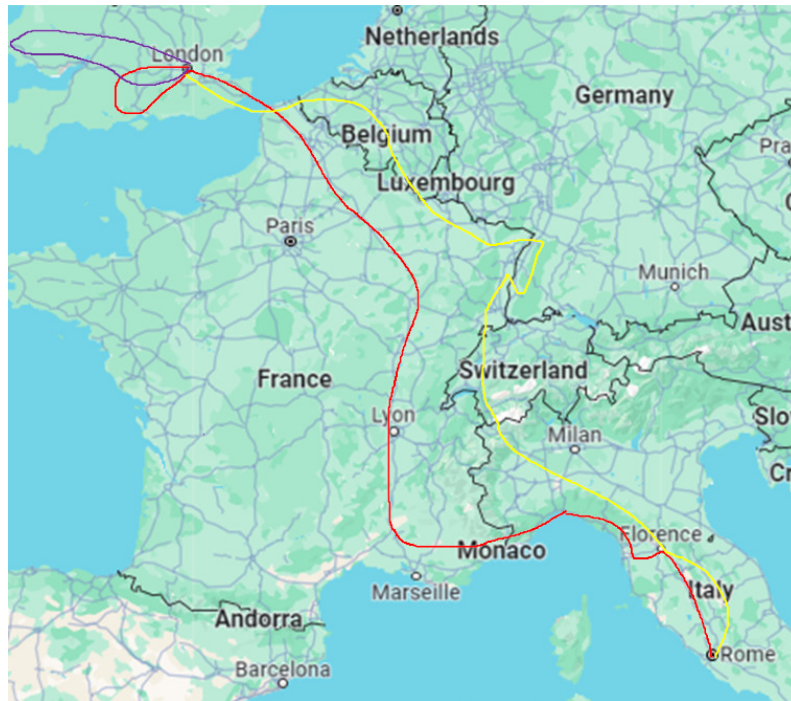 London
Netherlands
Germany
Belgium
Pra
Luxembourg
Paris
Munich
Aust
Switzerland
France
Lyon
Milan
Slo
Cr
Florence
Monaco
Marseille
Italy
Andorra
Rome
Barcelona